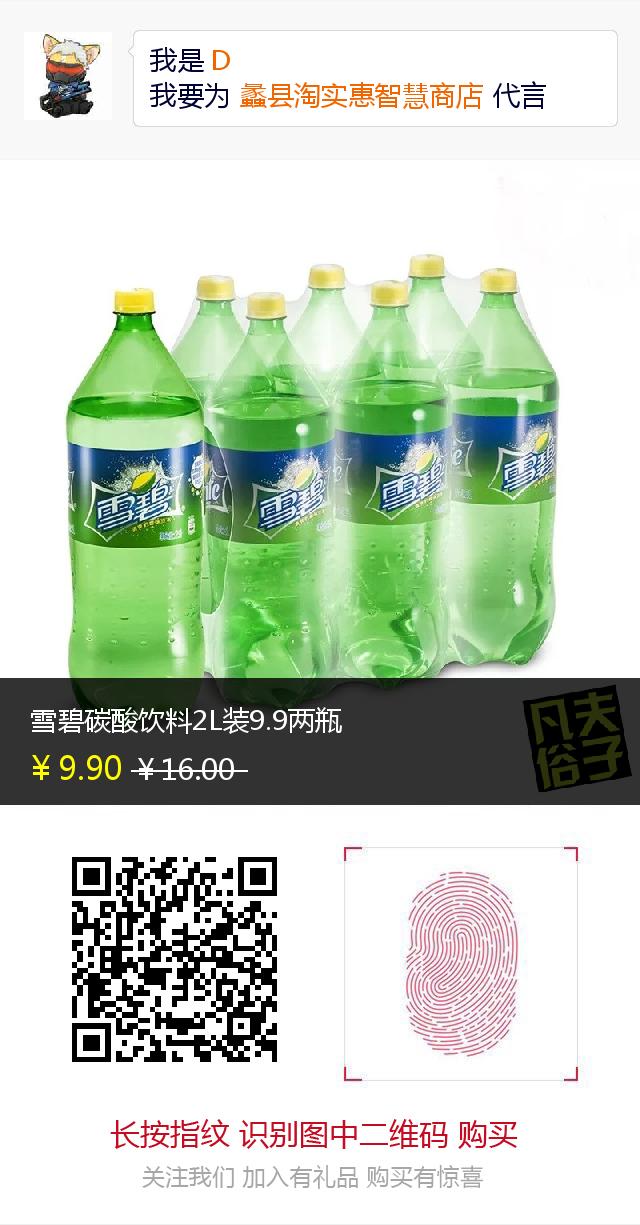 我是 D
我要为 蠡县淘实惠智慧商店 代言
雪碧
雪碧
雪碧
雪碧
雪碧碳酸饮料2L装9.9两瓶
¥ 9.90 ¥ 16.00
凡夫
俗子
长按指纹 识别图中二维码 购买
关注我们 加入有礼品 购买有惊喜